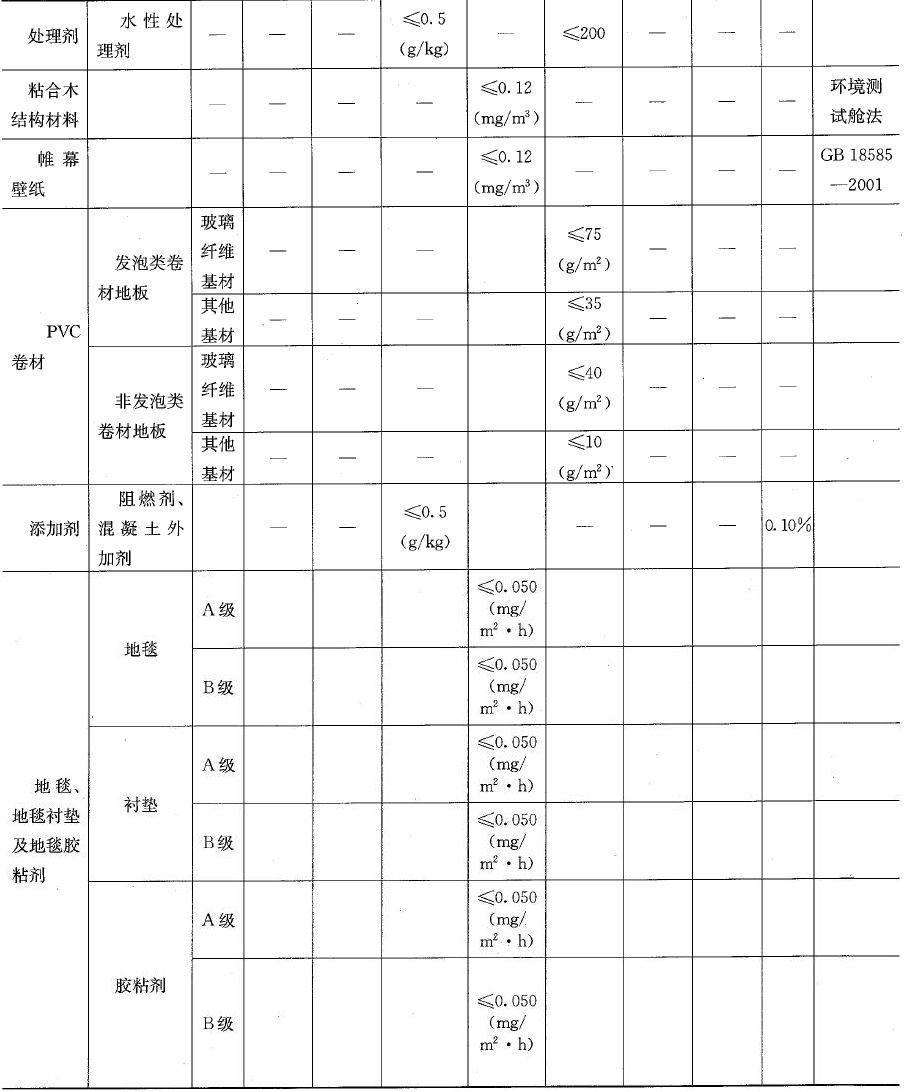 处理剂 水性处理剂 — — — ≤0.5 (g/kg) — ≤200 — — —
粘合木结构材料 — — — — ≤0.12 (mg/m³) — — — — 环境测试舱法
帷幕壁纸 — — — — ≤0.12 (mg/m³) — — — — GB 18585—2001
PVC卷材 发泡类卷材地板 玻璃纤维基材 — — — ≤75 (g/m²) — — —
其他基材 — — — ≤35 (g/m²) — — —
非发泡类卷材地板 玻璃纤维基材 — — — ≤40 (g/m²) — — —
其他基材 — — — ≤10 (g/m²) — — —
添加剂 阻燃剂、混凝土外加剂 — — ≤0.5 (g/kg) — — — 0.10%
地毯、地毯衬垫及地毯胶粘剂 地毯 A级 ≤0.050 (mg/m²·h)
B级 ≤0.050 (mg/m²·h)
衬垫 A级 ≤0.050 (mg/m²·h)
B级 ≤0.050 (mg/m²·h)
胶粘剂 A级 ≤0.050 (mg/m²·h)
B级 ≤0.050 (mg/m²·h)